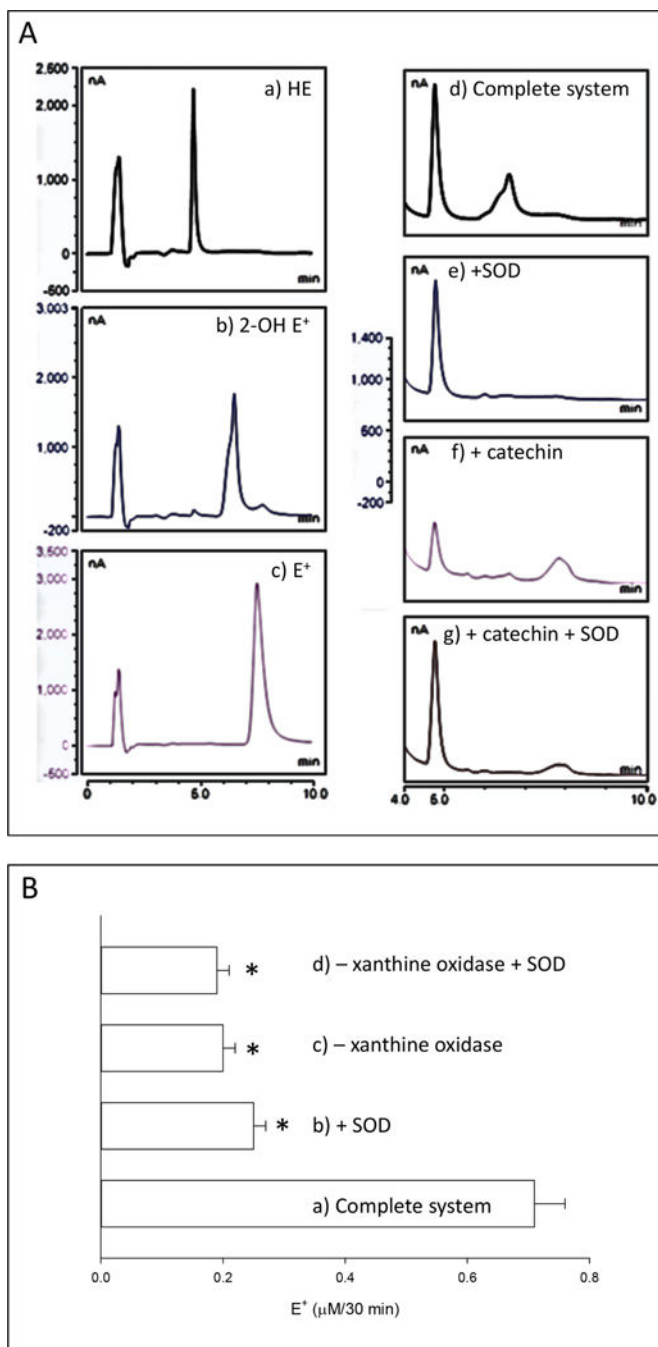 A
2,500
nA
a) HE
2,000
1,000
0
min
-500
3,003
nA
b) 2-OH E⁺
2,000
1,000
min
-200
3,500
nA
c) E⁺
3,000
2,000
1,000
0
min
-500
0 5.0 10.0
nA
d) Complete system
min
nA
e) +SOD
1,400
1,000
min
500
0
-200
nA
f) + catechin
min
nA
g) + catechin + SOD
min
4.0 5.0 10.0
B
* d) – xanthine oxidase + SOD
* c) – xanthine oxidase
* b) + SOD
a) Complete system
0.0 0.2 0.4 0.6 0.8
E⁺ (μM/30 min)